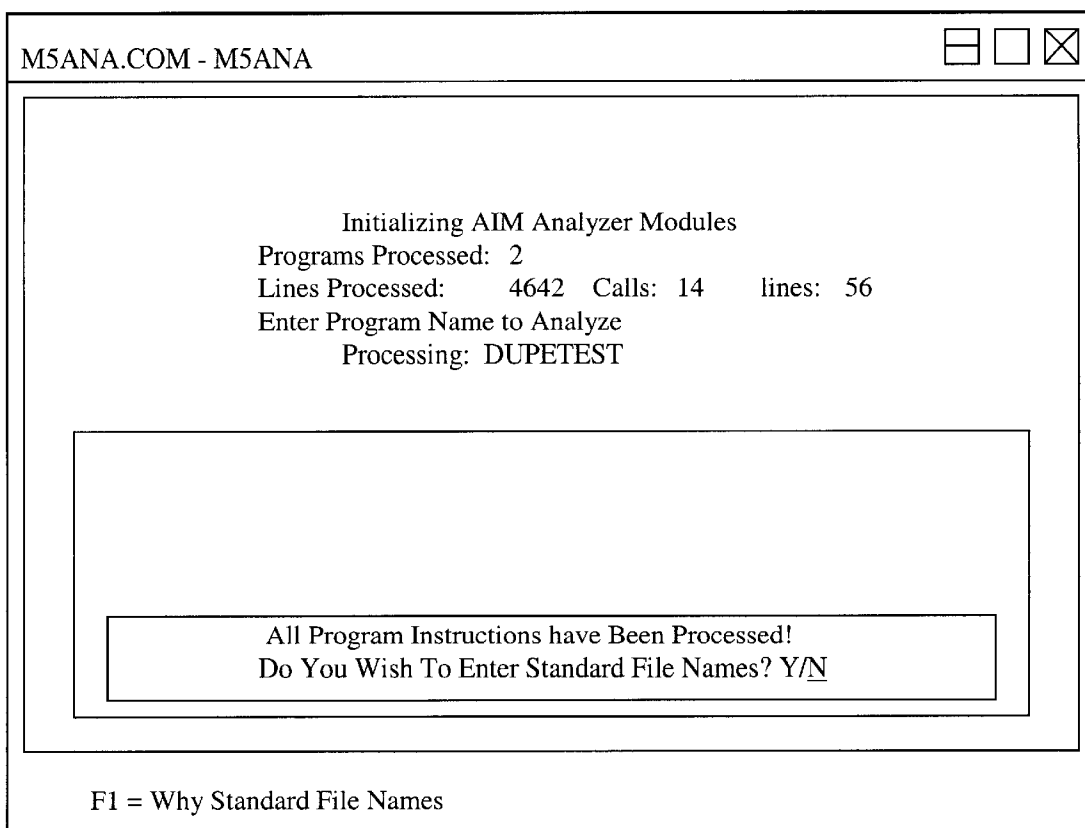 M5ANA.COM - M5ANA
Initializing AIM Analyzer Modules
Programs Processed: 2
Lines Processed: 4642 Calls: 14 lines: 56
Enter Program Name to Analyze
Processing: DUPETEST
All Program Instructions have Been Processed!
Do You Wish To Enter Standard File Names? Y/N
F1 = Why Standard File Names